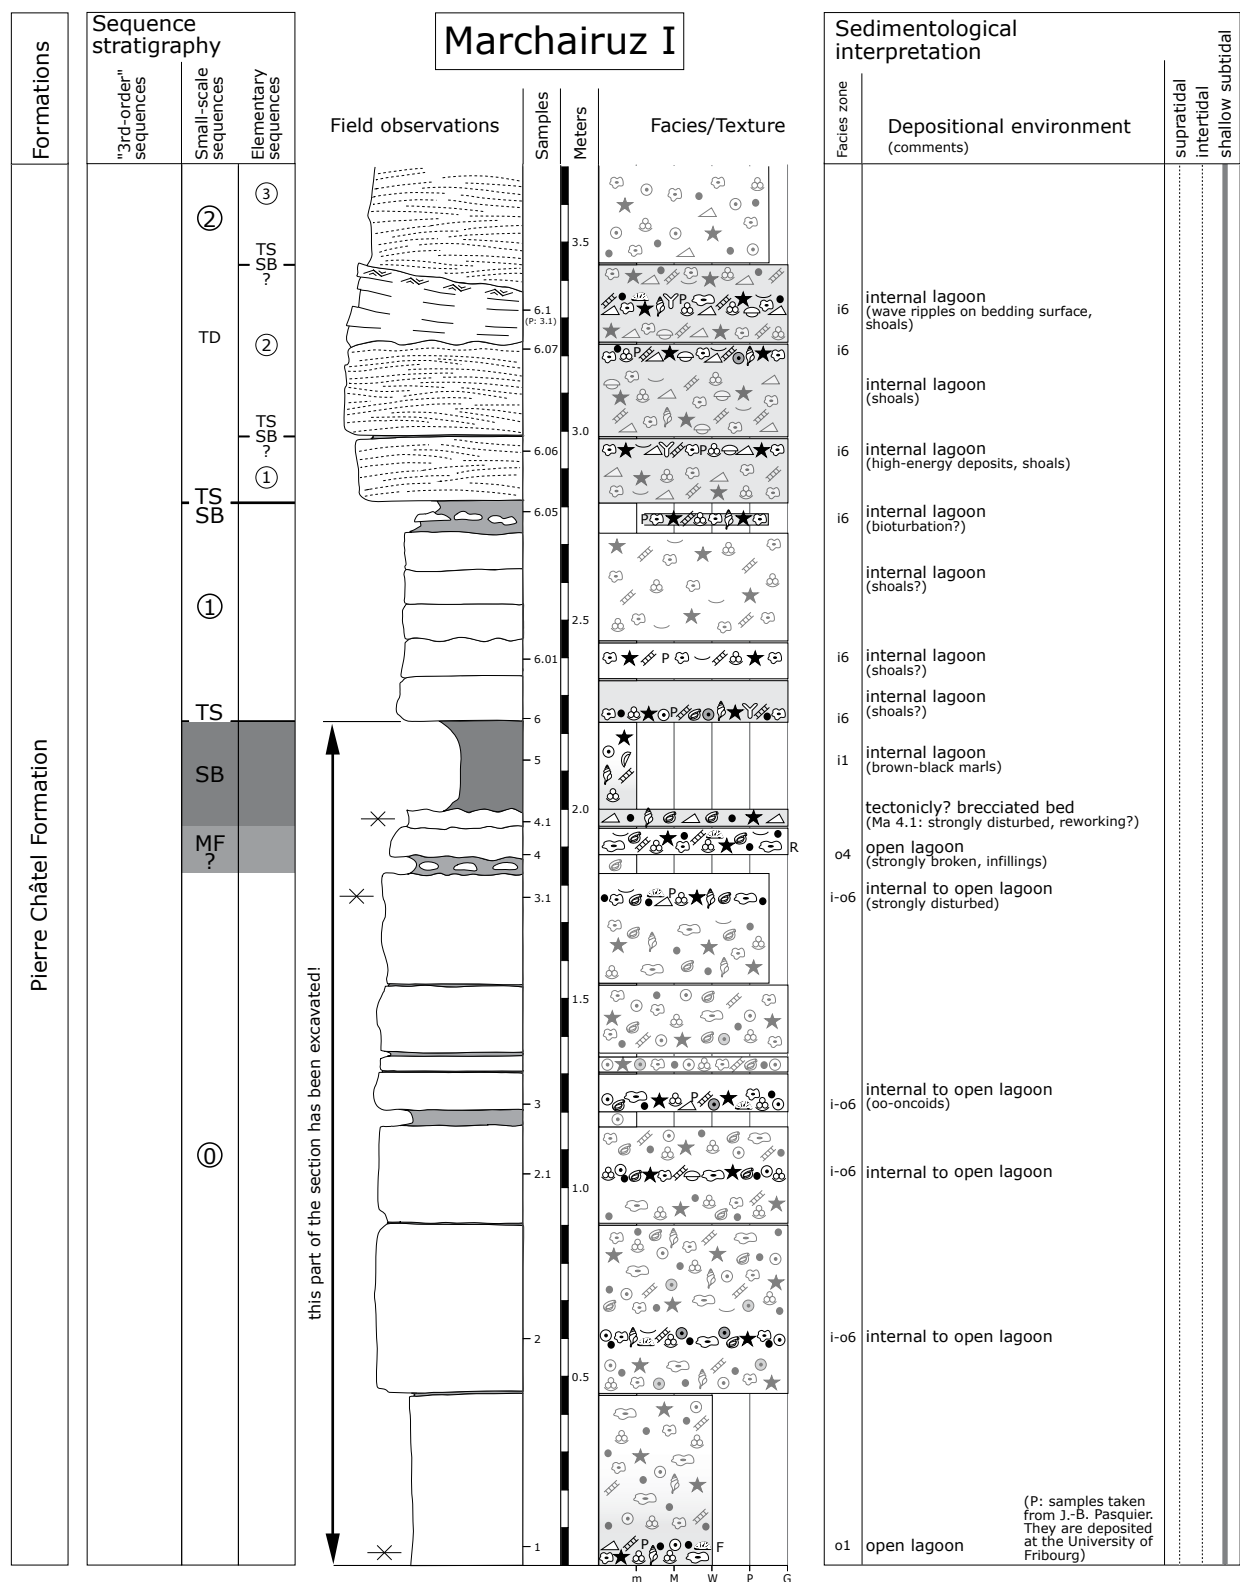 Marchairuz I
Formations
Sequence
stratigraphy
"3rd-order"
sequences
Small-scale
sequences
Elementary
sequences
Field observations
Samples
Meters
Facies/Texture
Sedimentological
interpretation
Facies zone
Depositional environment
(comments)
supratidal
intertidal
shallow subtidal
Pierre Châtel Formation
2
TD
TS
SB
1
TS
SB
MF
?
0
3
TS
SB
?
2
TS
SB
?
1
this part of the section has been excavated!
6.1
(P: 3.1)
6.07
6.06
6.05
6.01
6
5
4.1
4
3.1
3
2.1
2
1
3.5
3.0
2.5
2.0
1.5
1.0
0.5
P
P
P
P
P
P
R
P
P
P
F
m M W P G
i6 internal lagoon
(wave ripples on bedding surface,
shoals)
i6
internal lagoon
(shoals)
i6 internal lagoon
(high-energy deposits, shoals)
i6 internal lagoon
(bioturbation?)
internal lagoon
(shoals?)
i6 internal lagoon
(shoals?)
internal lagoon
i6 (shoals?)
i1 internal lagoon
(brown-black marls)
tectonicly? brecciated bed
(Ma 4.1: strongly disturbed, reworking?)
o4 open lagoon
(strongly broken, infillings)
i-o6 internal to open lagoon
(strongly disturbed)
internal to open lagoon
i-o6 (oo-oncoids)
i-o6 internal to open lagoon
i-o6 internal to open lagoon
o1 open lagoon
(P: samples taken
from J.-B. Pasquier.
They are deposited
at the University of
Fribourg)